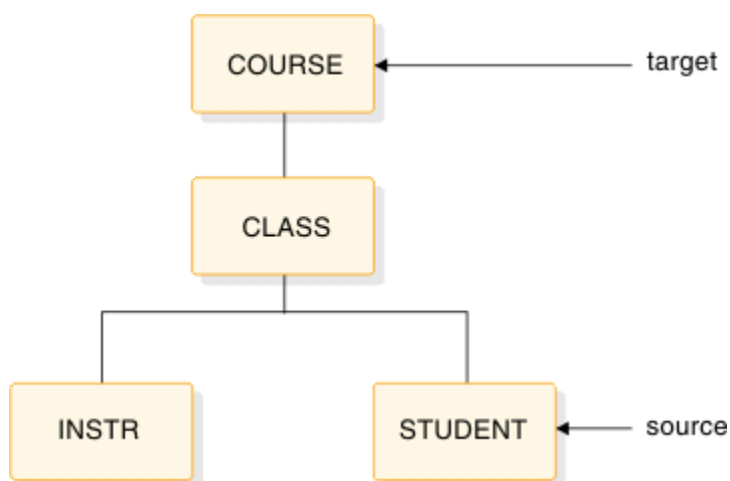 COURSE
target
CLASS
INSTR
STUDENT
source